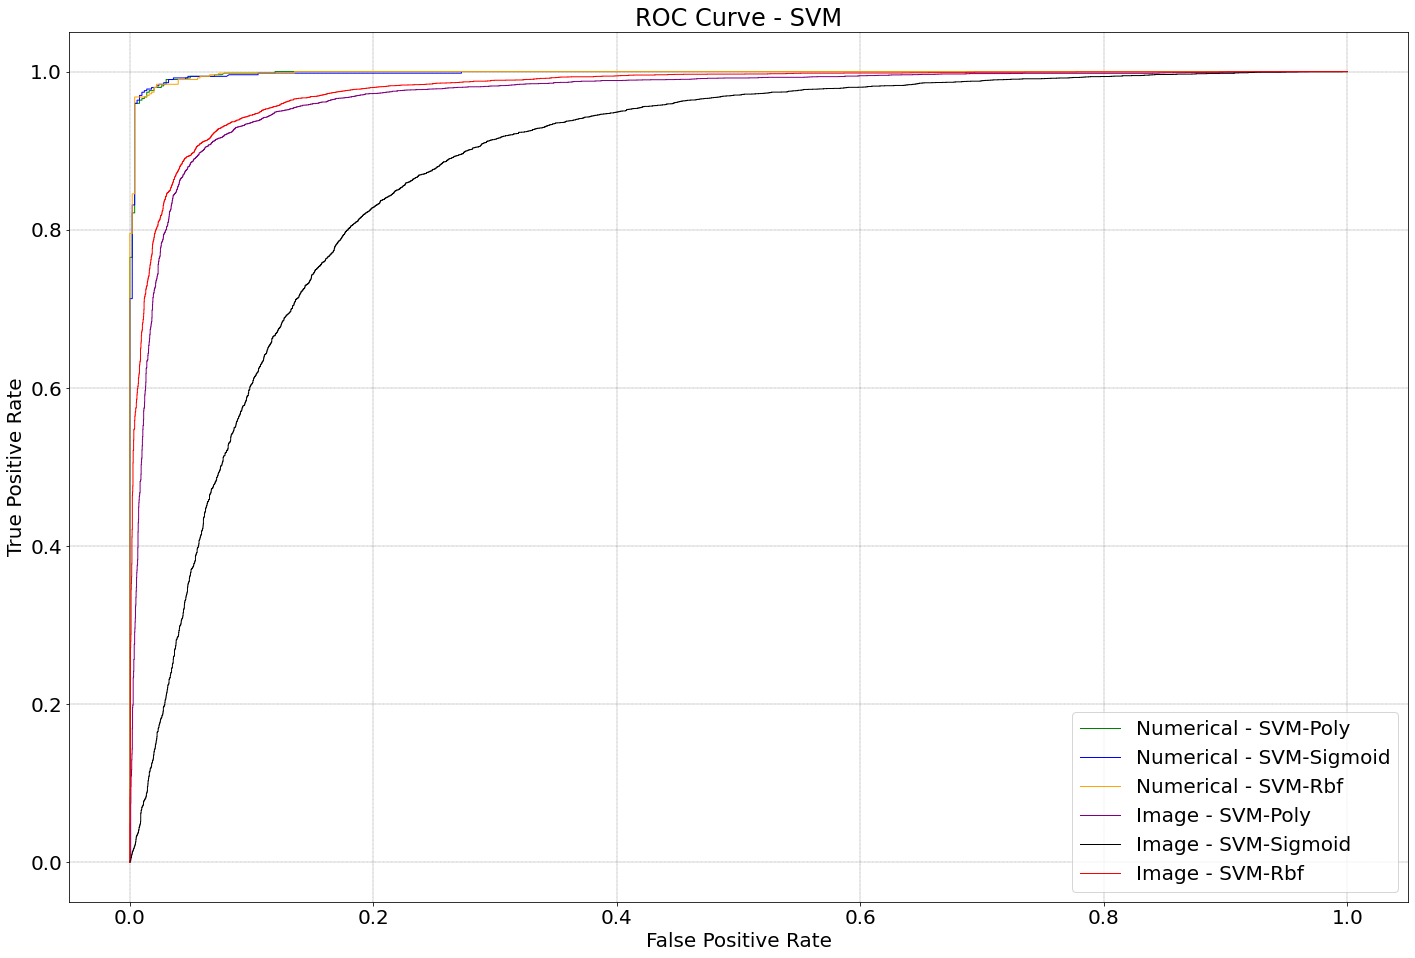 ROC Curve - SVM
True Positive Rate
1.0
0.8
0.6
0.4
0.2
0.0
Numerical - SVM-Poly
Numerical - SVM-Sigmoid
Numerical - SVM-Rbf
Image - SVM-Poly
Image - SVM-Sigmoid
Image - SVM-Rbf
0.0 0.2 0.4 0.6 0.8 1.0
False Positive Rate